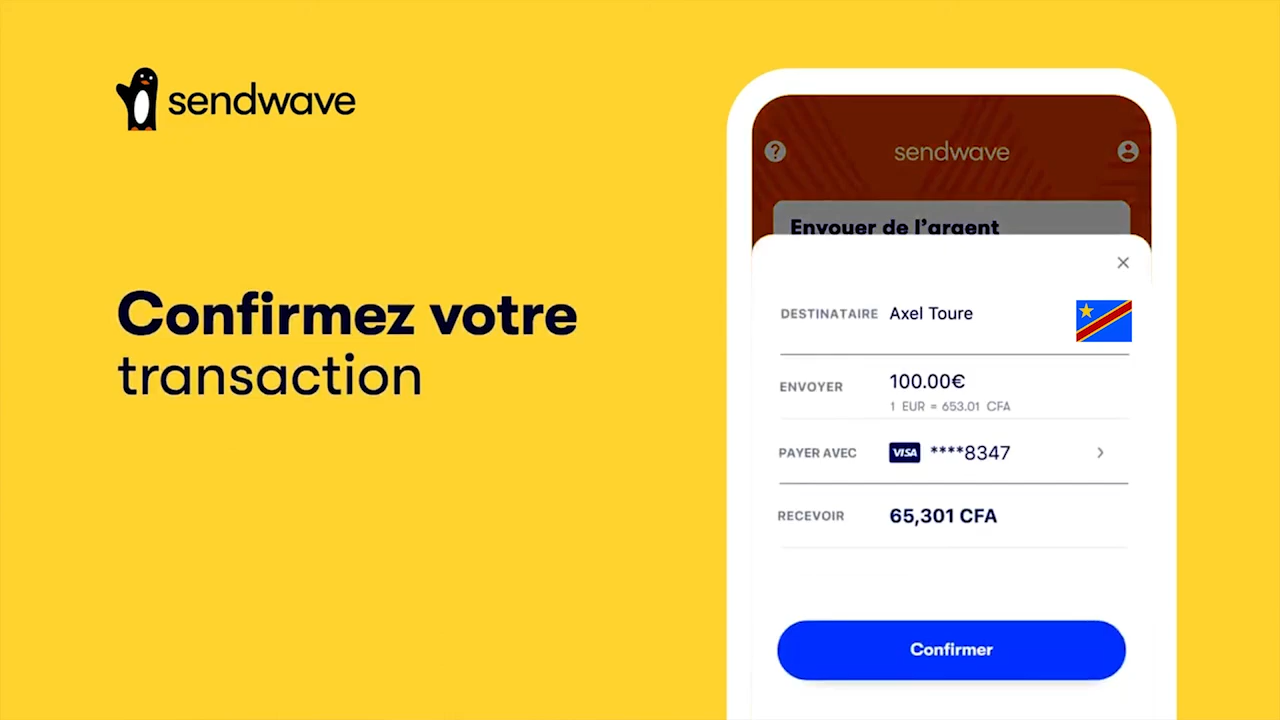 sendwave
Confirmez votre
transaction
?
sendwave
Envoyer de l'argent
DESTINATAIRE Axel Toure
ENVOYER 100.00€
1 EUR = 653.01 CFA
PAYER AVEC VISA ****8347
RECEVOIR 65,301 CFA
Confirmer